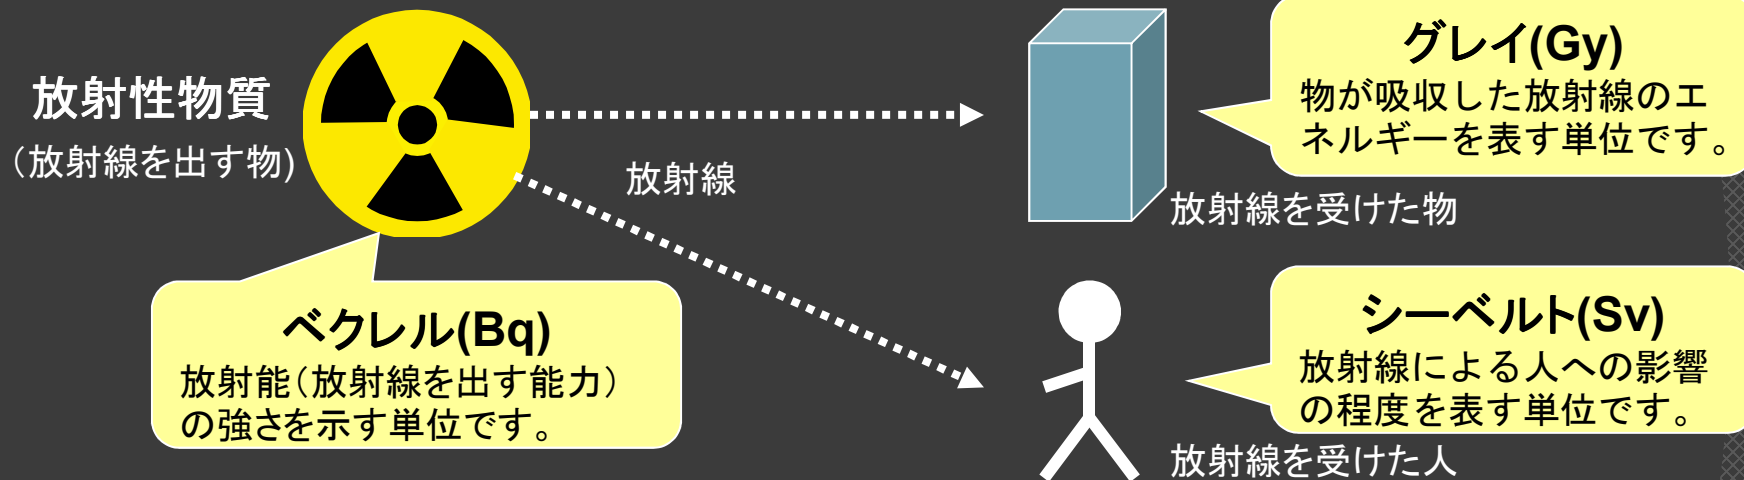 放射性物質
（放射線を出す物)
放射線
ベクレル(Bq)
放射能（放射線を出す能力）
の強さを示す単位です。
グレイ(Gy)
物が吸収した放射線のエ
ネルギーを表す単位です。
放射線を受けた物
シーベルト(Sv)
放射線による人への影響
の程度を表す単位です。
放射線を受けた人